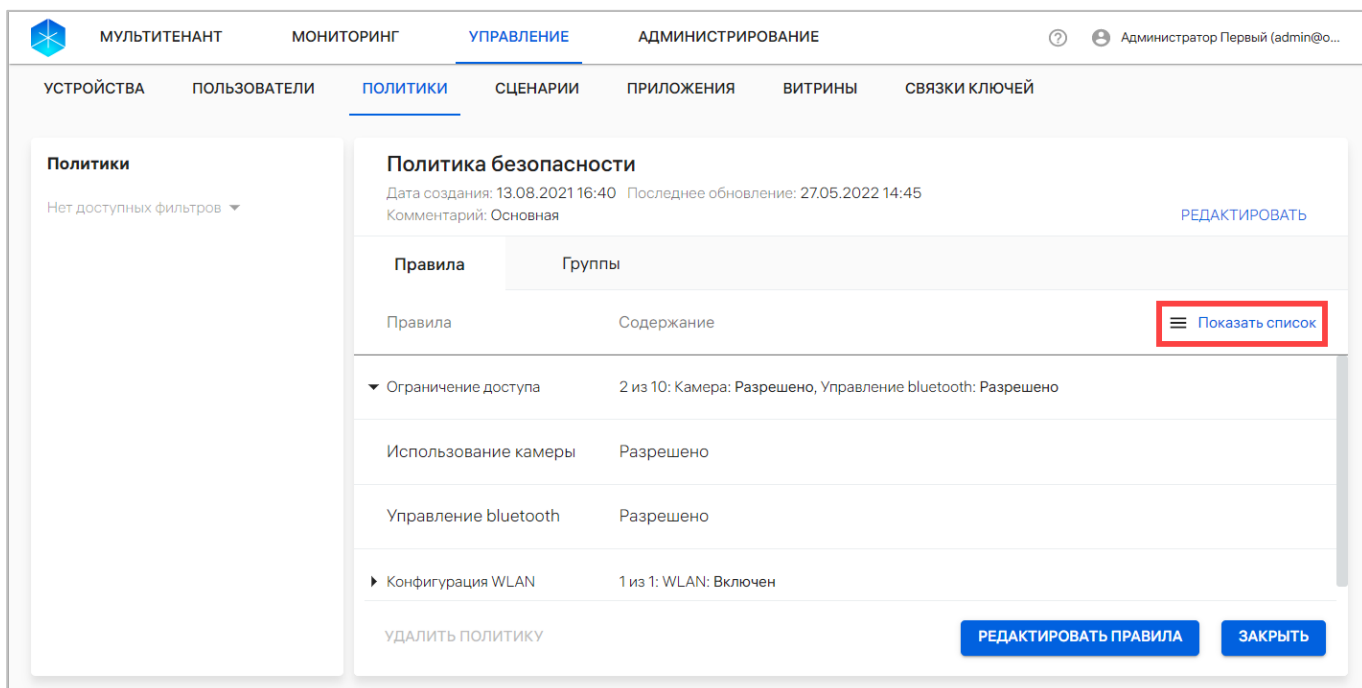 МУЛЬТИТЕНАНТ МОНИТОРИНГ УПРАВЛЕНИЕ АДМИНИСТРИРОВАНИЕ ? Администратор Первый (admin@o...
УСТРОЙСТВА ПОЛЬЗОВАТЕЛИ ПОЛИТИКИ СЦЕНАРИИ ПРИЛОЖЕНИЯ ВИТРИНЫ СВЯЗКИ КЛЮЧЕЙ
Политики
Нет доступных фильтров
Политика безопасности
Дата создания: 13.08.2021 16:40 Последнее обновление: 27.05.2022 14:45
Комментарий: Основная
РЕДАКТИРОВАТЬ
Правила Группы
Правила Содержание Показать список
Ограничение доступа 2 из 10: Камера: Разрешено, Управление bluetooth: Разрешено
Использование камеры Разрешено
Управление bluetooth Разрешено
Конфигурация WLAN 1 из 1: WLAN: Включен
УДАЛИТЬ ПОЛИТИКУ РЕДАКТИРОВАТЬ ПРАВИЛА ЗАКРЫТЬ